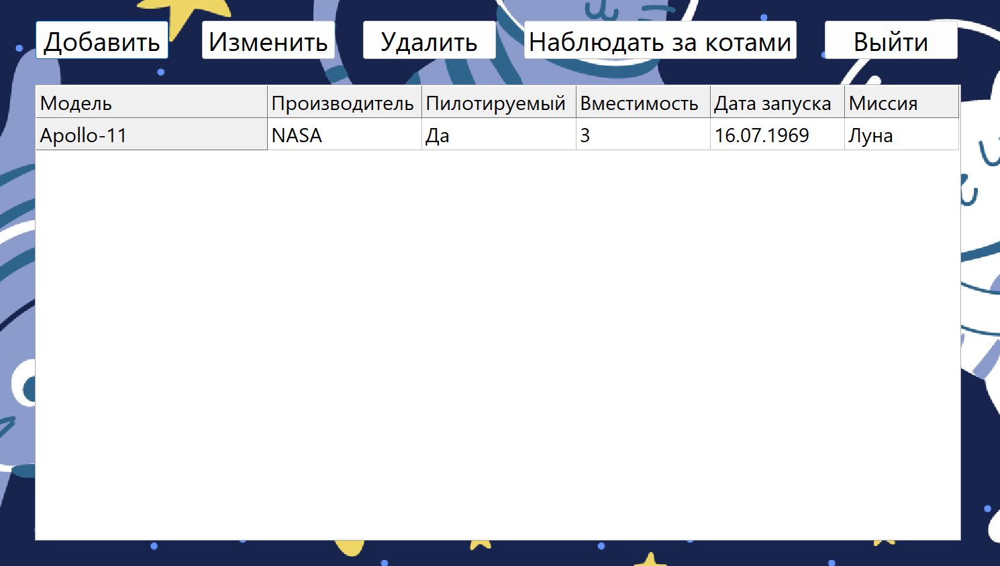 Добавить Изменить Удалить Наблюдать за котами Выйти
Модель Производитель Пилотируемый Вместимость Дата запуска Миссия
Apollo-11 NASA Да 3 16.07.1969 Луна